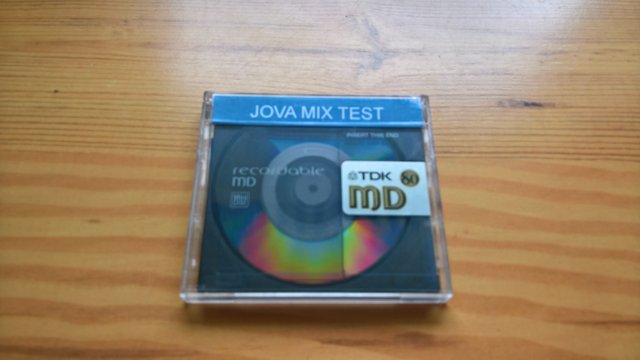 JOVA MIX TEST
INSERT THIS END
recordable
MD
TDK 80
MD